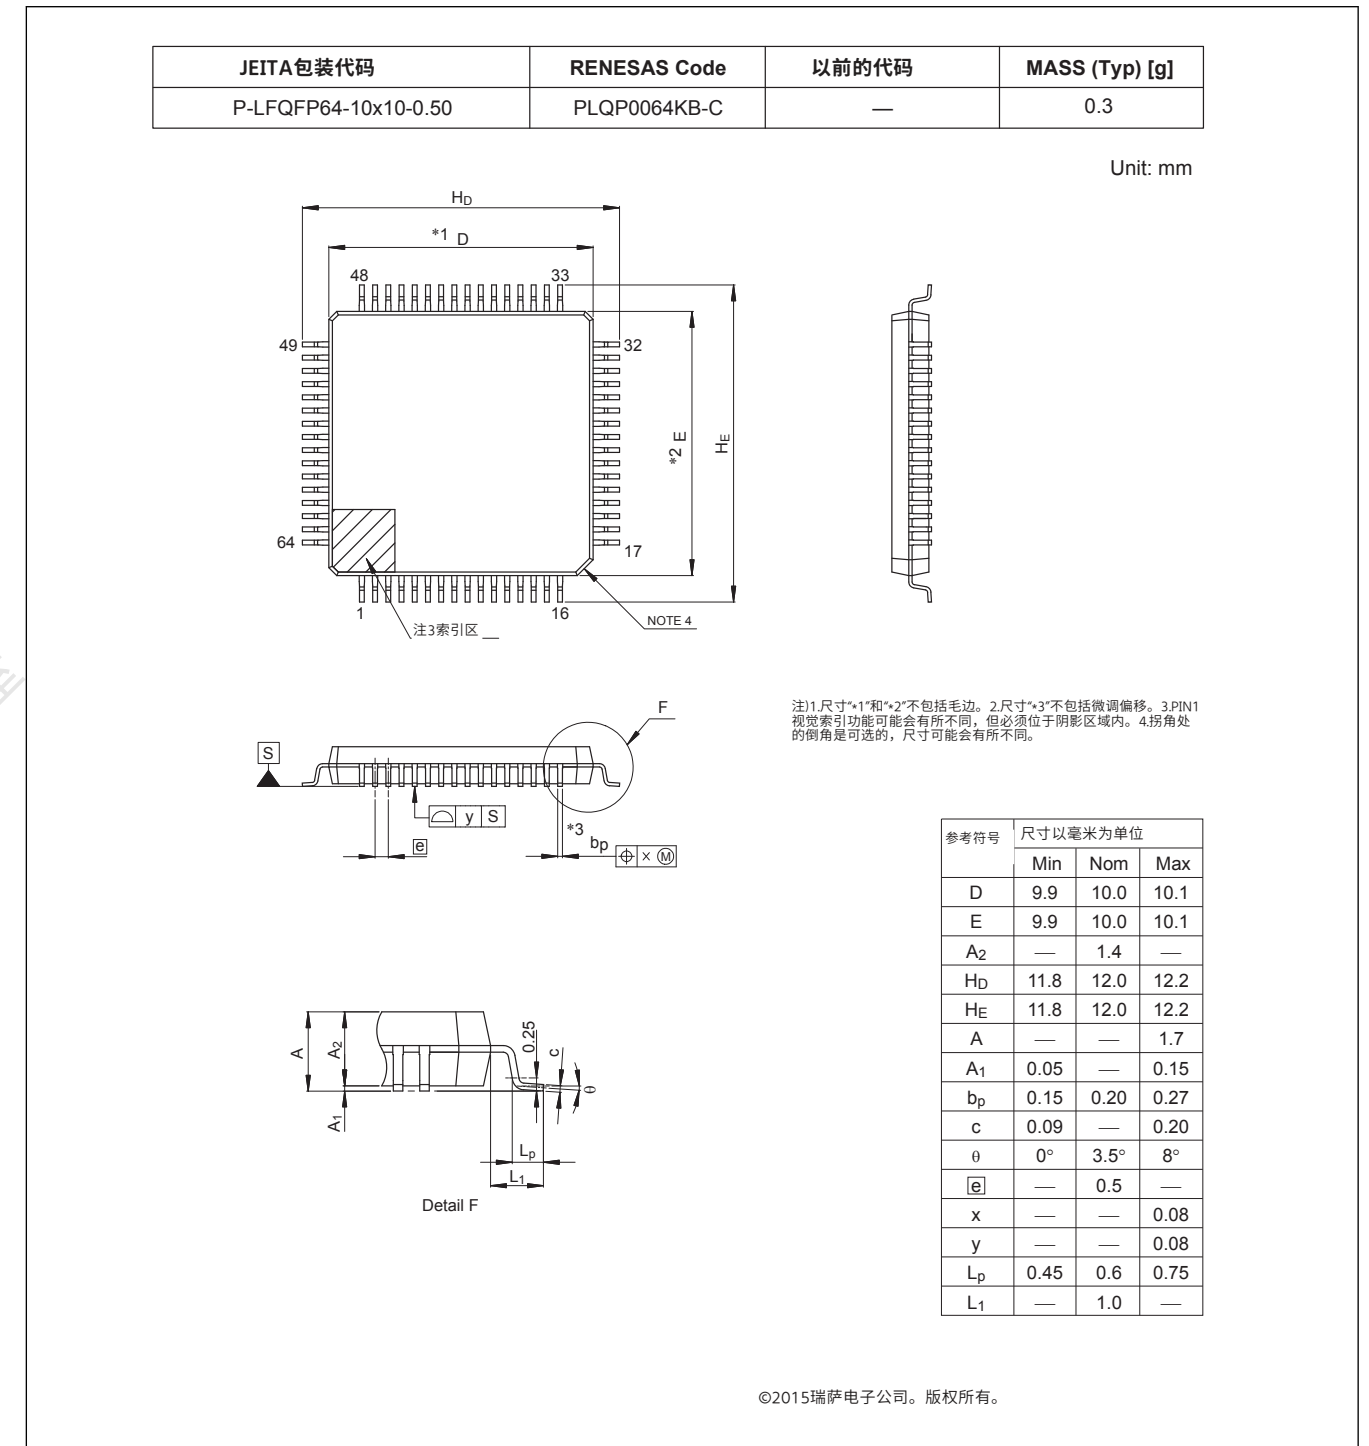 JEITA包装代码 RENESAS Code 以前的代码 MASS (Typ) [g]
P-LFQFP64-10x10-0.50 PLQP0064KB-C — 0.3
Unit: mm
HD
*1 D
48 33
49 32
*2 E
HE
64 17
1 16
注3索引区
NOTE 4
注)1.尺寸“*1”和“*2”不包括毛边。2.尺寸“*3”不包括微调偏移。3.PIN1
视觉索引功能可能会有所不同，但必须位于阴影区域内。4.拐角处
的倒角是可选的，尺寸可能会有所不同。
F
S
y S
e
*3
bp
x M
参考符号 尺寸以毫米为单位
Min Nom Max
D 9.9 10.0 10.1
E 9.9 10.0 10.1
A2 — 1.4 —
HD 11.8 12.0 12.2
HE 11.8 12.0 12.2
A — — 1.7
A1 0.05 — 0.15
bp 0.15 0.20 0.27
c 0.09 — 0.20
θ 0° 3.5° 8°
e — 0.5 —
x — — 0.08
y — — 0.08
Lp 0.45 0.6 0.75
L1 — 1.0 —
A
A2
A1
0.25
c
θ
Lp
L1
Detail F
©2015瑞萨电子公司。版权所有。